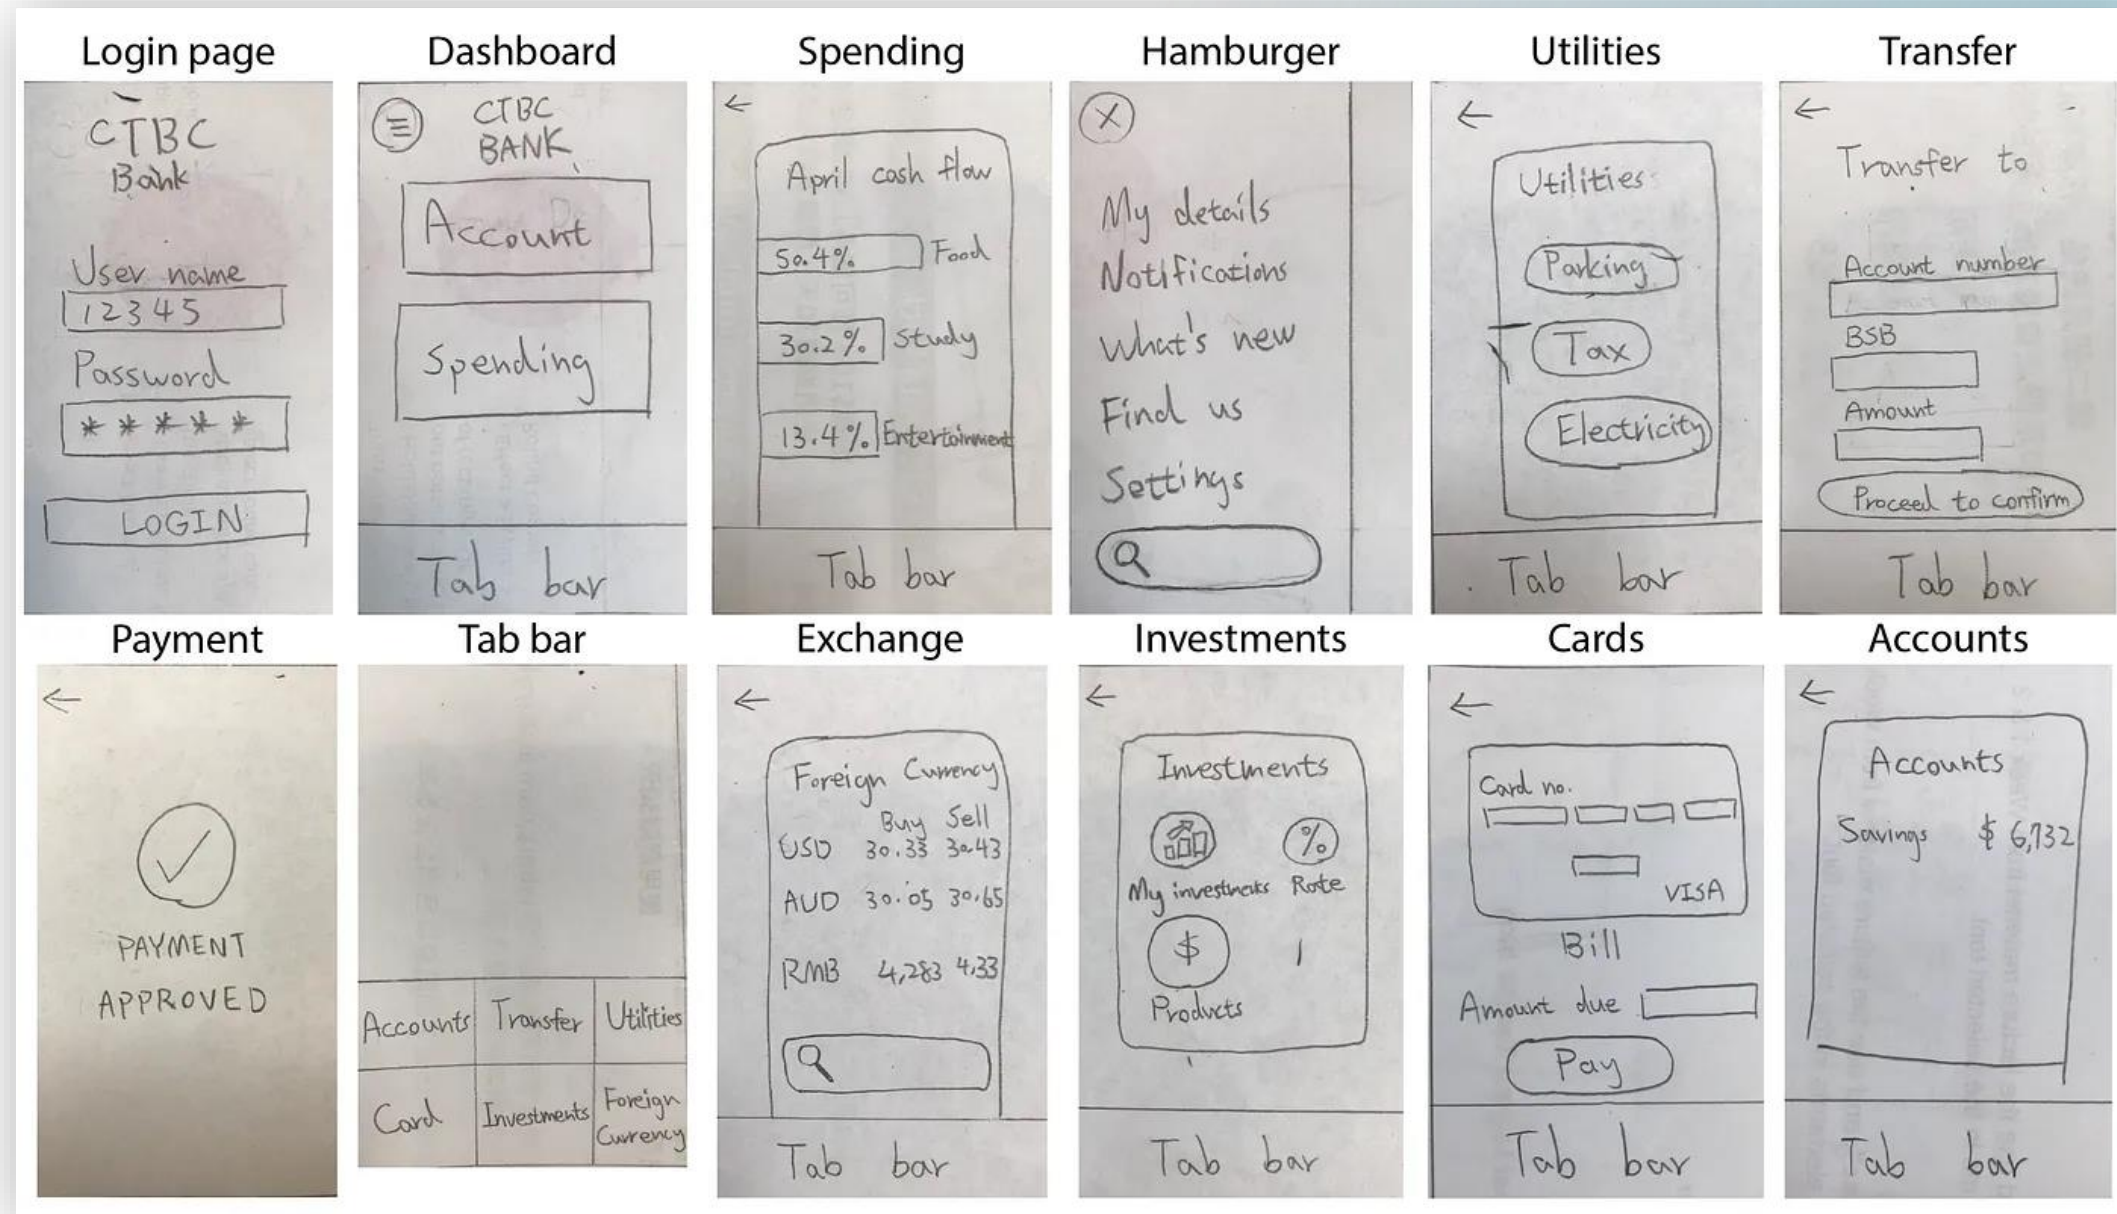 Login page
CTBC
Bank
User name
12345
Password
*****
LOGIN
Dashboard
CTBC
BANK
Account
Spending
Tab bar
Spending
April cash flow
50.4% Food
30.2% Study
13.4% Entertainment
Tab bar
Hamburger
My details
Notifications
What's new
Find us
Settings
Utilities
Utilities
Parking
Tax
Electricity
Tab bar
Transfer
Transfer to
Account number
BSB
Amount
Proceed to confirm
Tab bar
Payment
PAYMENT
APPROVED
Tab bar
Accounts Transfer Utilities
Card Investments Foreign Currency
Exchange
Foreign Currency
Buy Sell
USD 30.33 30.43
AUD 30.05 30.65
RMB 4,283 4,33
Tab bar
Investments
Investments
My investments Rate
%
$
Products
Tab bar
Cards
Card no.
VISA
Bill
Amount due
Pay
Tab bar
Accounts
Accounts
Savings $ 6,732
Tab bar